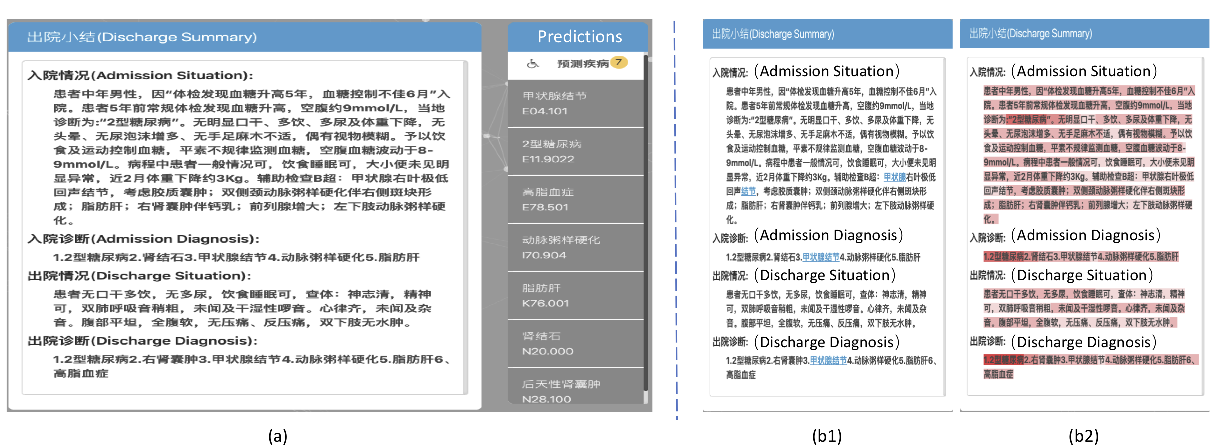 出院小结(Discharge Summary)
入院情况(Admission Situation):
患者中年男性，因“体检发现血糖升高5年，血糖控制不佳6月”入
院。患者5年前常规体检发现血糖升高，空腹约9mmol/L，当地
诊断为:“2型糖尿病”。无明显口干、多饮、多尿及体重下降，无
头晕、无尿泡沫增多、无手足麻木不适，偶有视物模糊。予以饮
食及运动控制血糖，平素不规律监测血糖，空腹血糖波动于8-
9mmol/L。病程中患者一般情况可，饮食睡眠可，大小便未见明
显异常，近2月体重下降约3Kg。辅助检查B超：甲状腺右叶极低
回声结节，考虑胶质囊肿；双侧颈动脉粥样硬化伴右侧斑块形
成；脂肪肝；右肾囊肿伴钙乳；前列腺增大；左下肢动脉粥样硬
化。
入院诊断(Admission Diagnosis):
1.2型糖尿病2.肾结石3.甲状腺结节4.动脉粥样硬化5.脂肪肝
出院情况(Discharge Situation):
患者无口干多饮，无多尿，饮食睡眠可，查体：神志清，精神
可，双肺呼吸音稍粗，未闻及干湿性啰音。心律齐，未闻及杂
音。腹部平坦，全腹软，无压痛、反压痛，双下肢无水肿。
出院诊断(Discharge Diagnosis):
1.2型糖尿病2.右肾囊肿3.甲状腺结节4.动脉粥样硬化5.脂肪肝6、
高脂血症
Predictions
预测疾病 7
甲状腺结节
E04.101
2型糖尿病
E11.9022
高脂血症
E78.501
动脉粥样硬化
I70.904
脂肪肝
K76.001
肾结石
N20.000
后天性肾囊肿
N28.100
(a)
出院小结(Discharge Summary)
入院情况: (Admission Situation)
患者中年男性，因“体检发现血糖升高5年，血糖控制不佳6月”入
院。患者5年前常规体检发现血糖升高，空腹约9mmol/L，当地
诊断为:“2型糖尿病”。无明显口干、多饮、多尿及体重下降，无
头晕、无尿泡沫增多、无手足麻木不适，偶有视物模糊。予以饮
食及运动控制血糖，平素不规律监测血糖，空腹血糖波动于8-
9mmol/L。病程中患者一般情况可，饮食睡眠可，大小便未见明
显异常，近2月体重下降约3Kg。辅助检查B超：甲状腺右叶极低
回声结节，考虑胶质囊肿；双侧颈动脉粥样硬化伴右侧斑块形
成；脂肪肝；右肾囊肿伴钙乳；前列腺增大；左下肢动脉粥样硬
化。
入院诊断: (Admission Diagnosis)
1.2型糖尿病2.肾结石3.甲状腺结节4.动脉粥样硬化5.脂肪肝
出院情况: (Discharge Situation)
患者无口干多饮，无多尿，饮食睡眠可，查体：神志清，精神
可，双肺呼吸音稍粗，未闻及干湿性啰音。心律齐，未闻及杂
音。腹部平坦，全腹软，无压痛、反压痛，双下肢无水肿。
出院诊断: (Discharge Diagnosis)
1.2型糖尿病2.右肾囊肿3.甲状腺结节4.动脉粥样硬化5.脂肪肝6、
高脂血症
(b1)
出院小结(Discharge Summary)
入院情况: (Admission Situation)
患者中年男性，因“体检发现血糖升高5年，血糖控制不佳6月”入
院。患者5年前常规体检发现血糖升高，空腹约9mmol/L，当地
诊断为:“2型糖尿病”。无明显口干、多饮、多尿及体重下降，无
头晕、无尿泡沫增多、无手足麻木不适，偶有视物模糊。予以饮
食及运动控制血糖，平素不规律监测血糖，空腹血糖波动于8-
9mmol/L。病程中患者一般情况可，饮食睡眠可，大小便未见明
显异常，近2月体重下降约3Kg。辅助检查B超：甲状腺右叶极低
回声结节，考虑胶质囊肿；双侧颈动脉粥样硬化伴右侧斑块形
成；脂肪肝；右肾囊肿伴钙乳；前列腺增大；左下肢动脉粥样硬
化。
入院诊断: (Admission Diagnosis)
1.2型糖尿病2.肾结石3.甲状腺结节4.动脉粥样硬化5.脂肪肝
出院情况: (Discharge Situation)
患者无口干多饮，无多尿，饮食睡眠可，查体：神志清，精神
可，双肺呼吸音稍粗，未闻及干湿性啰音。心律齐，未闻及杂
音。腹部平坦，全腹软，无压痛、反压痛，双下肢无水肿。
出院诊断: (Discharge Diagnosis)
1.2型糖尿病2.右肾囊肿3.甲状腺结节4.动脉粥样硬化5.脂肪肝6、
高脂血症
(b2)